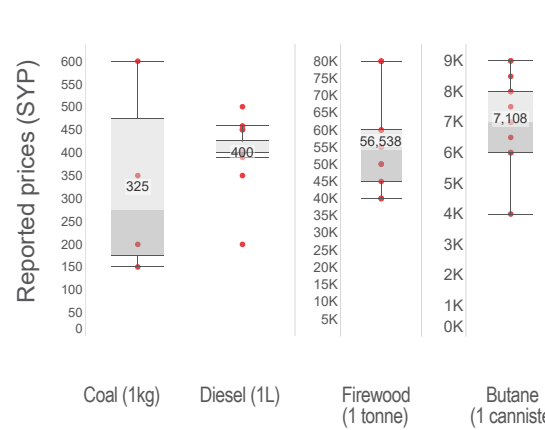 Reported prices (SYP)
600
550
500
450
400
350
300
250
200
150
100
50
0
325
400
80K
75K
70K
65K
60K
55K
50K
45K
40K
35K
30K
25K
20K
15K
10K
5K
56,538
9K
8K
7K
6K
5K
4K
3K
2K
1K
0K
7,108
Coal (1kg)
Diesel (1L)
Firewood
(1 tonne)
Butane
(1 canniste